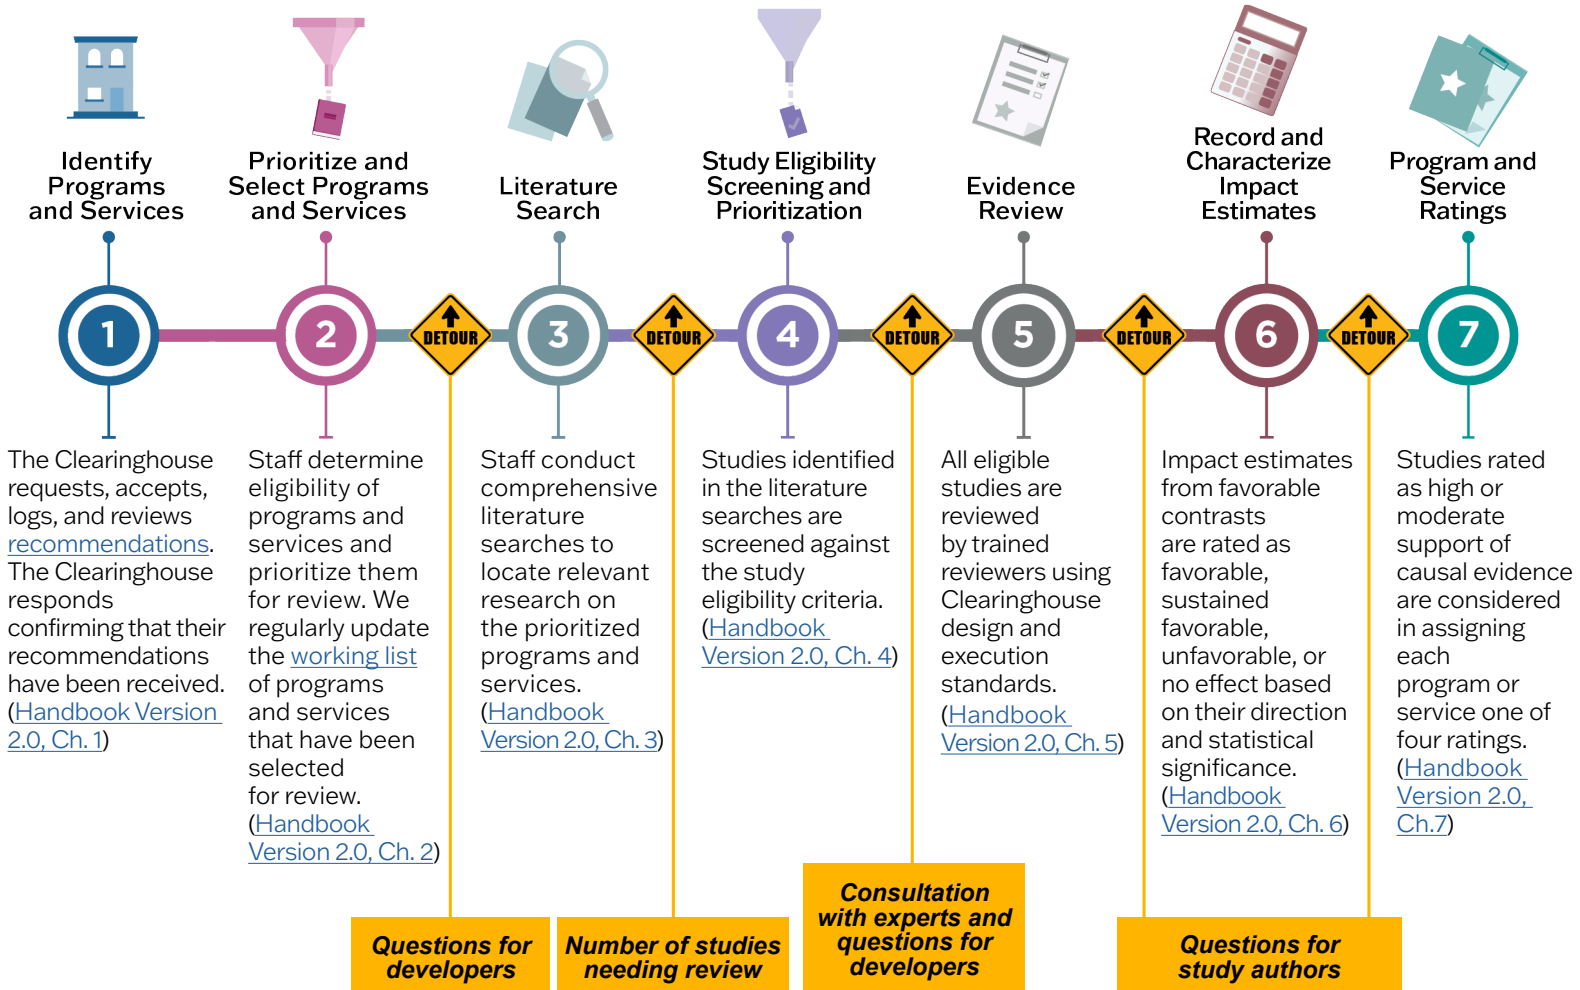 Identify
Programs
and Services
1
The Clearinghouse
requests, accepts,
logs, and reviews
recommendations.
The Clearinghouse
responds
confirming that their
recommendations
have been received.
(Handbook Version
2.0, Ch. 1)
Prioritize and
Select Programs
and Services
2
Staff determine
eligibility of
programs and
services and
prioritize them
for review. We
regularly update
the working list
of programs
and services
that have been
selected
for review.
(Handbook
Version 2.0, Ch. 2)
DETOUR
Questions for
developers
Literature
Search
3
Staff conduct
comprehensive
literature
searches to
locate relevant
research on
the prioritized
programs and
services.
(Handbook
Version 2.0, Ch. 3)
DETOUR
Number of studies
needing review
Study Eligibility
Screening and
Prioritization
4
Studies identified
in the literature
searches are
screened against
the study
eligibility criteria.
(Handbook
Version 2.0, Ch. 4)
DETOUR
Consultation
with experts and
questions for
developers
Evidence
Review
5
All eligible
studies are
reviewed
by trained
reviewers using
Clearinghouse
design and
execution
standards.
(Handbook
Version 2.0, Ch. 5)
DETOUR
Record and
Characterize
Impact
Estimates
6
Impact estimates
from favorable
contrasts
are rated as
favorable,
sustained
favorable,
unfavorable, or
no effect based
on their direction
and statistical
significance.
(Handbook
Version 2.0, Ch. 6)
DETOUR
Questions for
study authors
Program and
Service
Ratings
7
Studies rated
as high or
moderate
support of
causal evidence
are considered
in assigning
each
program or
service one of
four ratings.
(Handbook
Version 2.0,
Ch.7)